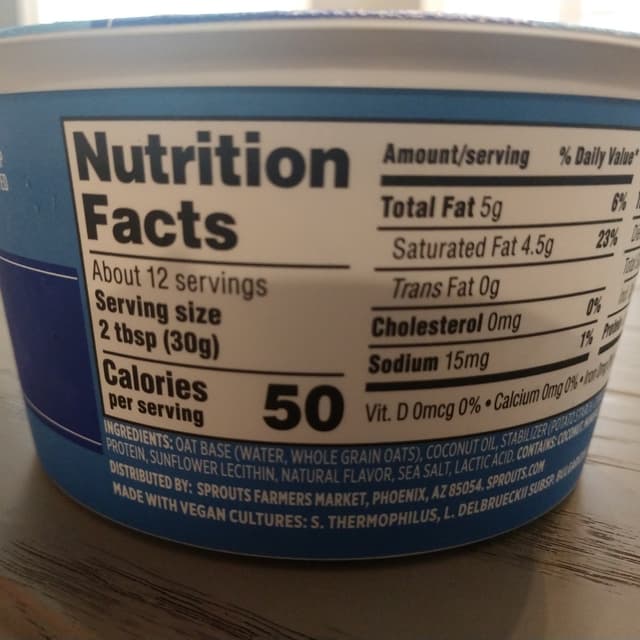 Nutrition
Facts
About 12 servings
Serving size
2 tbsp (30g)
Calories
per serving
50
Amount/serving % Daily Value*
Total Fat 5g 6%
Saturated Fat 4.5g 23%
Trans Fat 0g
Cholesterol 0mg 0%
Sodium 15mg 1%
Vit. D 0mcg 0% • Calcium 0mg 0% •
INGREDIENTS: OAT BASE (WATER, WHOLE GRAIN OATS), COCONUT OIL, STABILIZER (POTATO
PROTEIN, SUNFLOWER LECITHIN, NATURAL FLAVOR, SEA SALT, LACTIC ACID. CONTAINS: COCONUT.
DISTRIBUTED BY: SPROUTS FARMERS MARKET, PHOENIX, AZ 85054. SPROUTS.COM
MADE WITH VEGAN CULTURES: S. THERMOPHILUS, L. DELBRUECKII SUBSP.